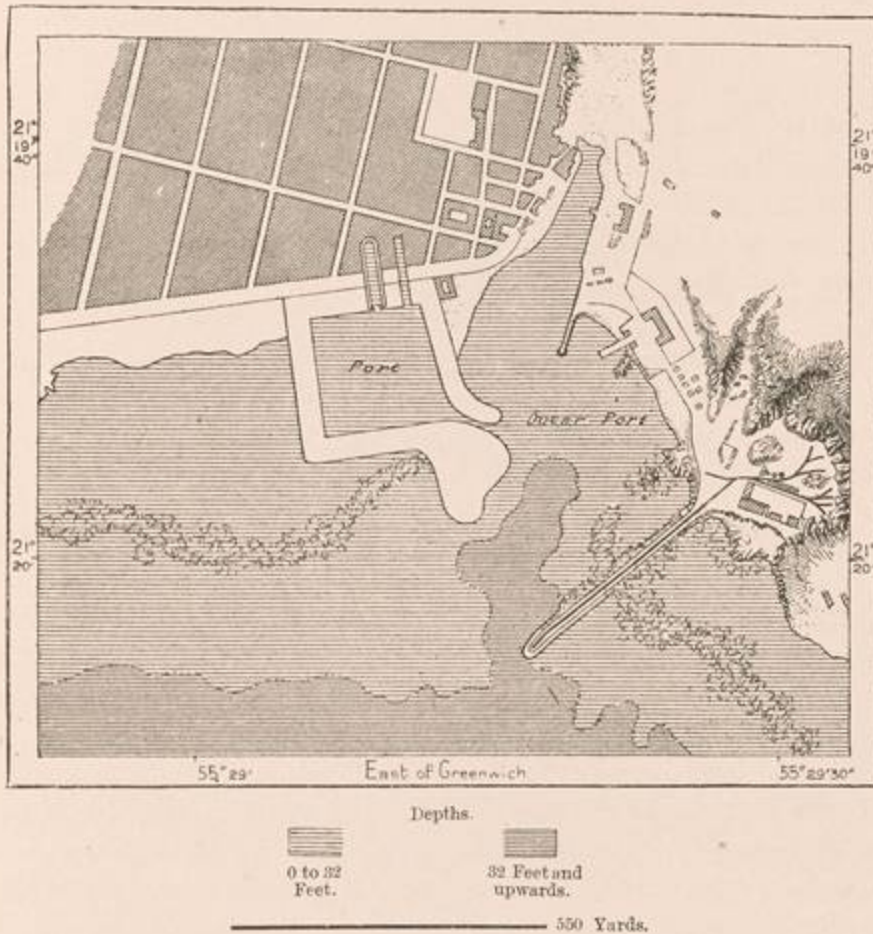 21°
19'
40"
21°
19'
40"
Port
Outer Port
21°
20'
21°
20'
55° 29'
East of Greenwich
55° 29' 30"
Depths.
0 to 32
Feet.
32 Feet and
upwards.
550 Yards.